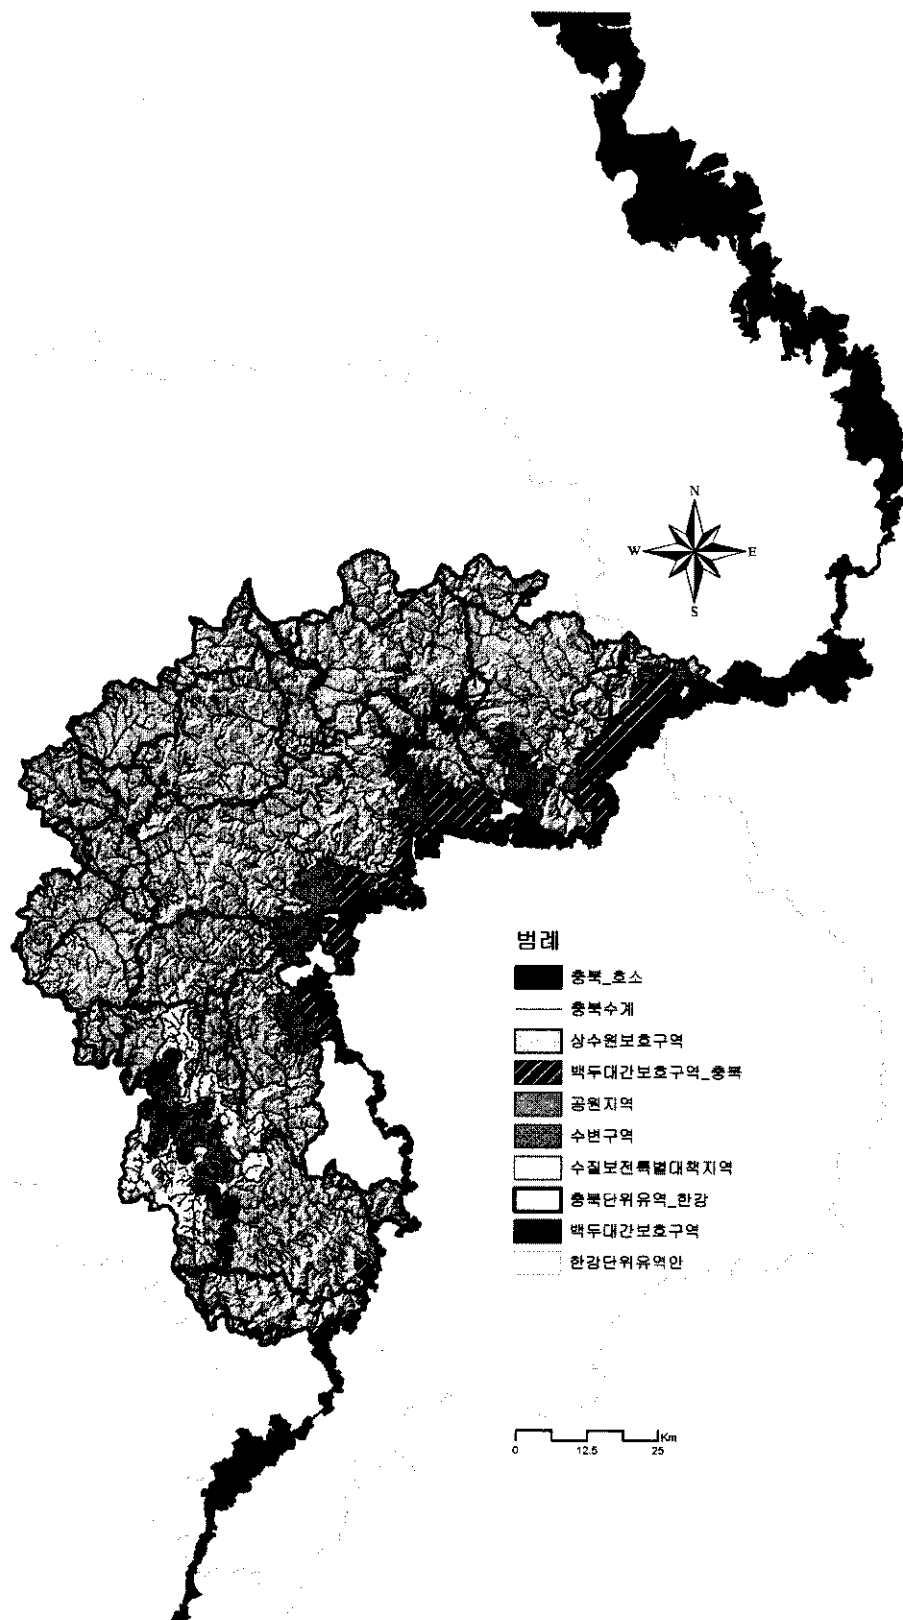 N
W E
S
범례
충북_호소
충북수계
상수원보호구역
백두대간보호구역_충북
공원지역
수변구역
수질보전특별대책지역
충북단위유역_한강
백두대간보호구역
한강단위유역안
Km
0 12.5 25